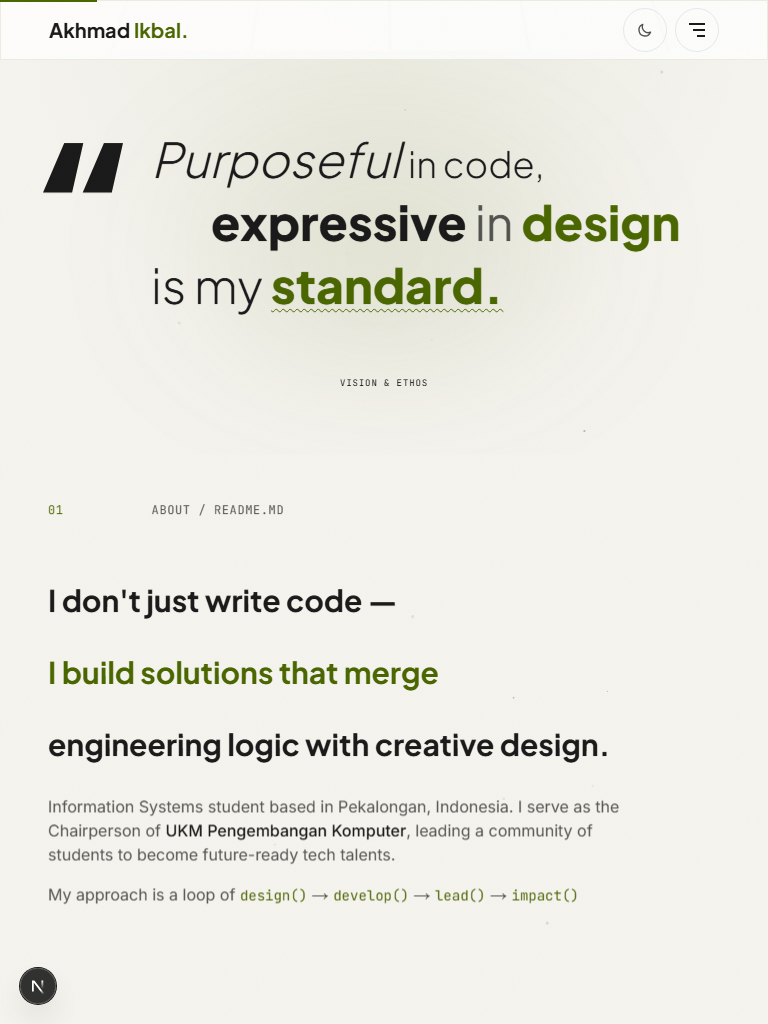 Akhmad Ikbal.
"
Purposeful in code,
expressive in design
is my standard.
VISION & ETHOS
01 ABOUT / README.MD
I don't just write code —
I build solutions that merge
engineering logic with creative design.
Information Systems student based in Pekalongan, Indonesia. I serve as the
Chairperson of UKM Pengembangan Komputer, leading a community of
students to become future-ready tech talents.
My approach is a loop of design() → develop() → lead() → impact()
N